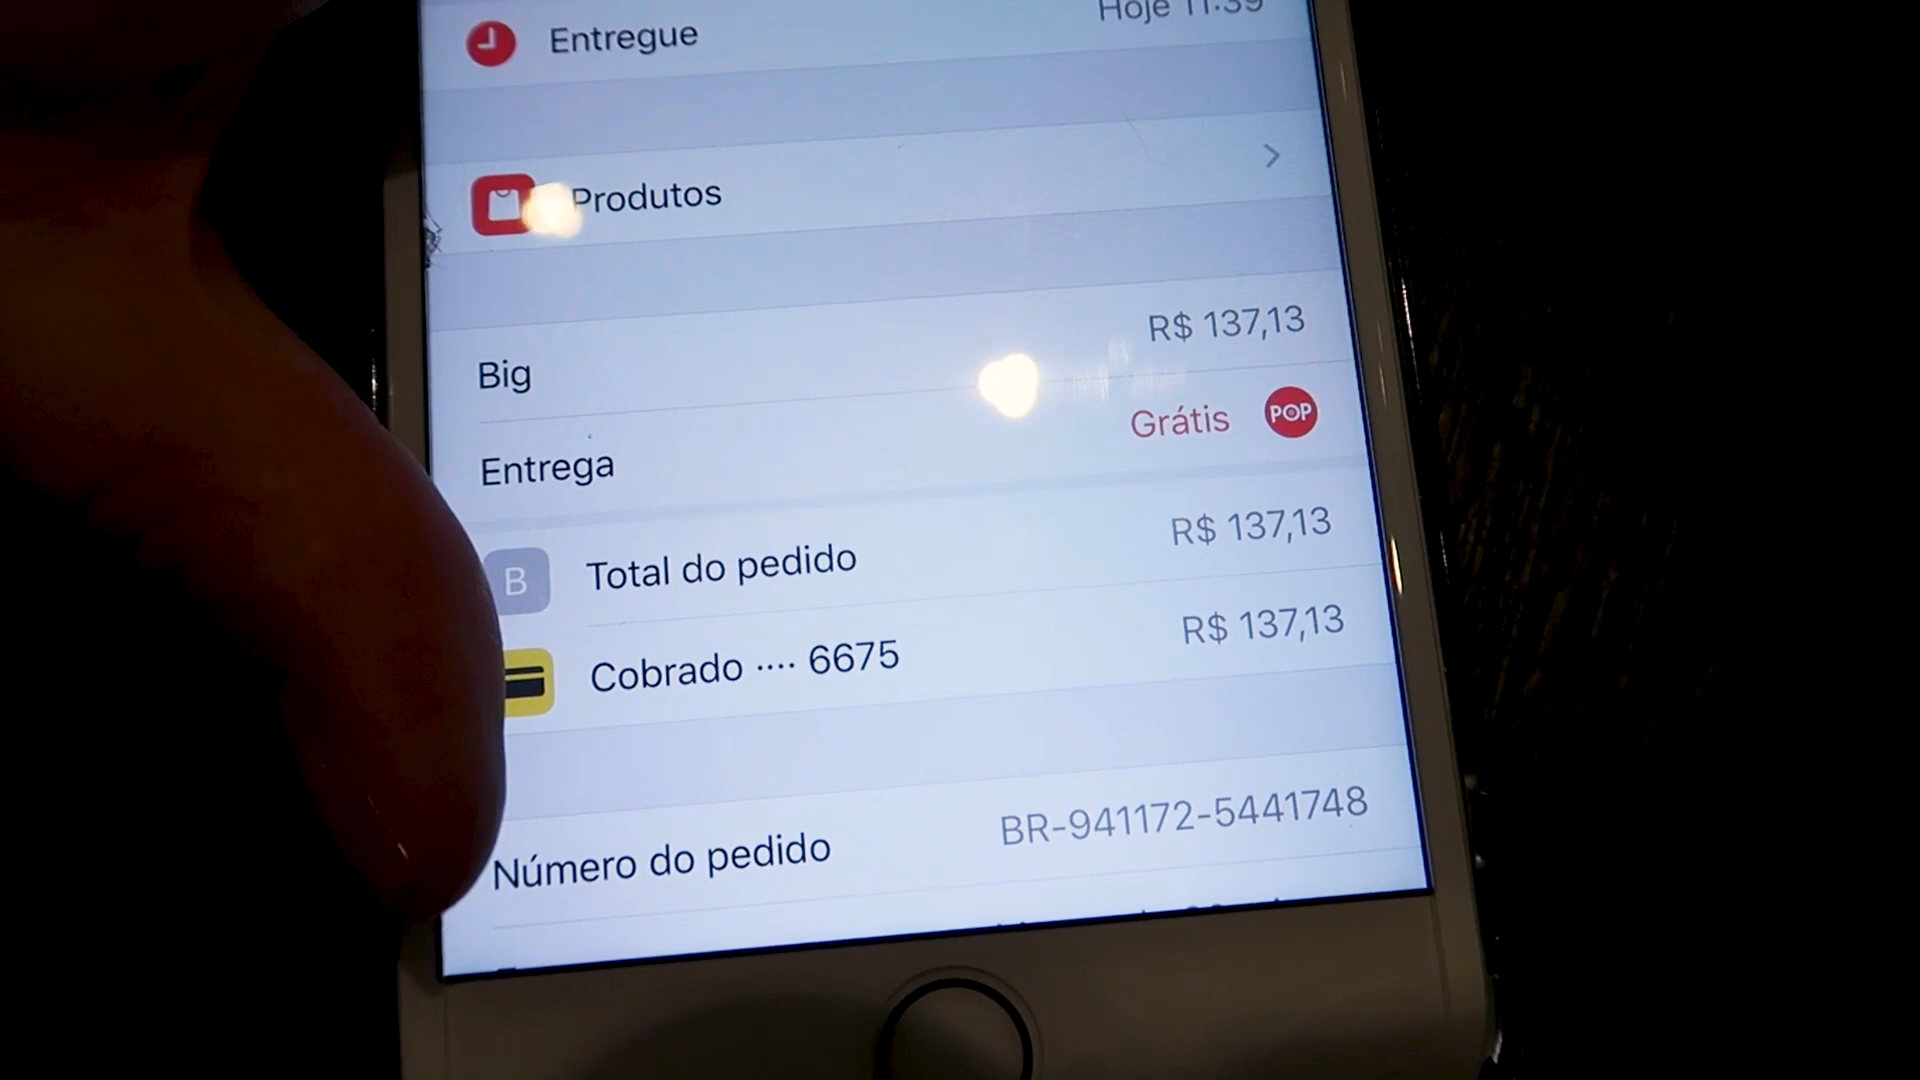 Entregue Hoje 11:39
Produtos
Big R$ 137,13
Entrega Grátis POP
B Total do pedido R$ 137,13
Cobrado ···· 6675 R$ 137,13
Número do pedido BR-941172-5441748